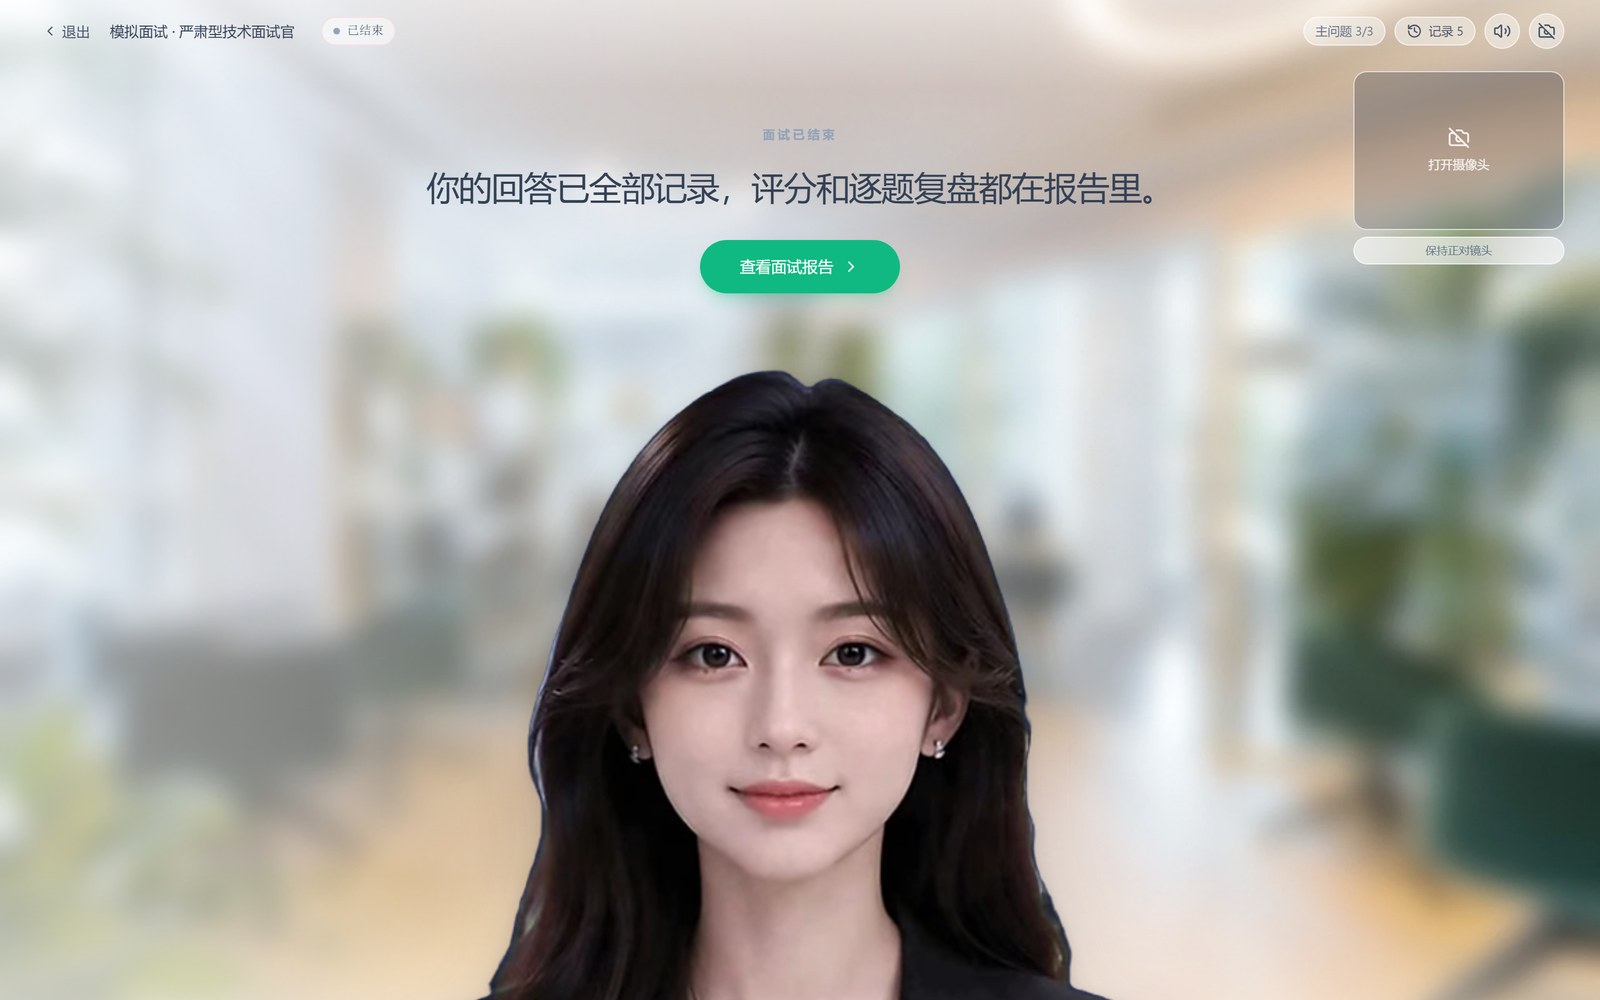 退出
模拟面试 · 严肃型技术面试官
已结束
主问题 3/3
记录 5
打开摄像头
保持正对镜头
面试已结束
你的回答已全部记录，评分和逐题复盘都在报告里。
查看面试报告